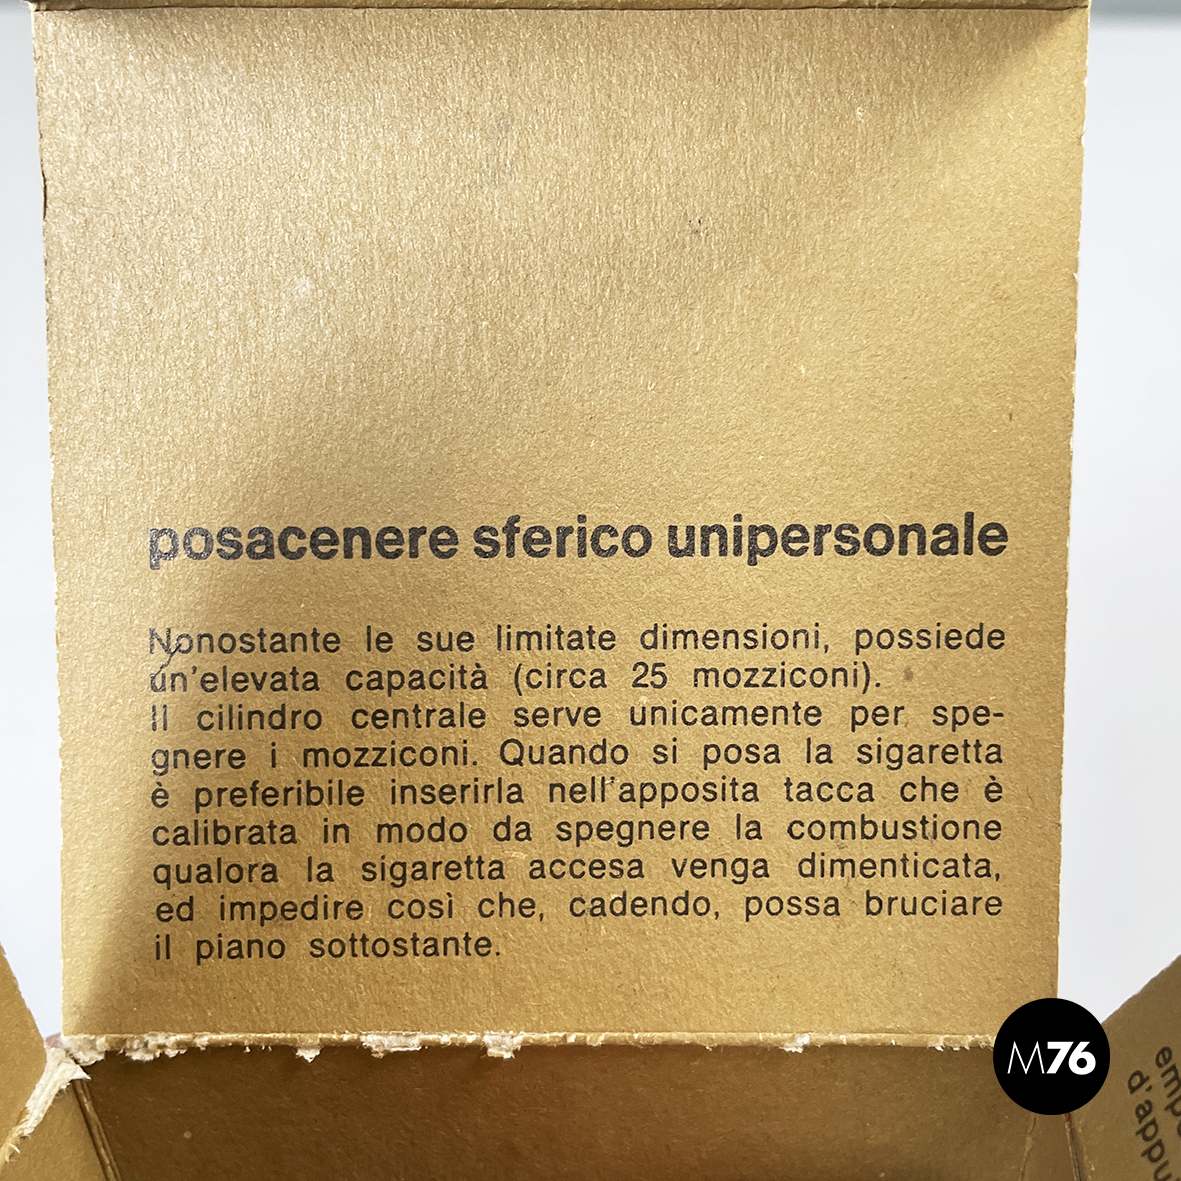 posacenere sferico unipersonale
Nonostante le sue limitate dimensioni, possiede
un'elevata capacità (circa 25 mozziconi).
Il cilindro centrale serve unicamente per spe-
gnere i mozziconi. Quando si posa la sigaretta
è preferibile inserirla nell'apposita tacca che è
calibrata in modo da spegnere la combustione
qualora la sigaretta accesa venga dimenticata,
ed impedire così che, cadendo, possa bruciare
il piano sottostante.
M76